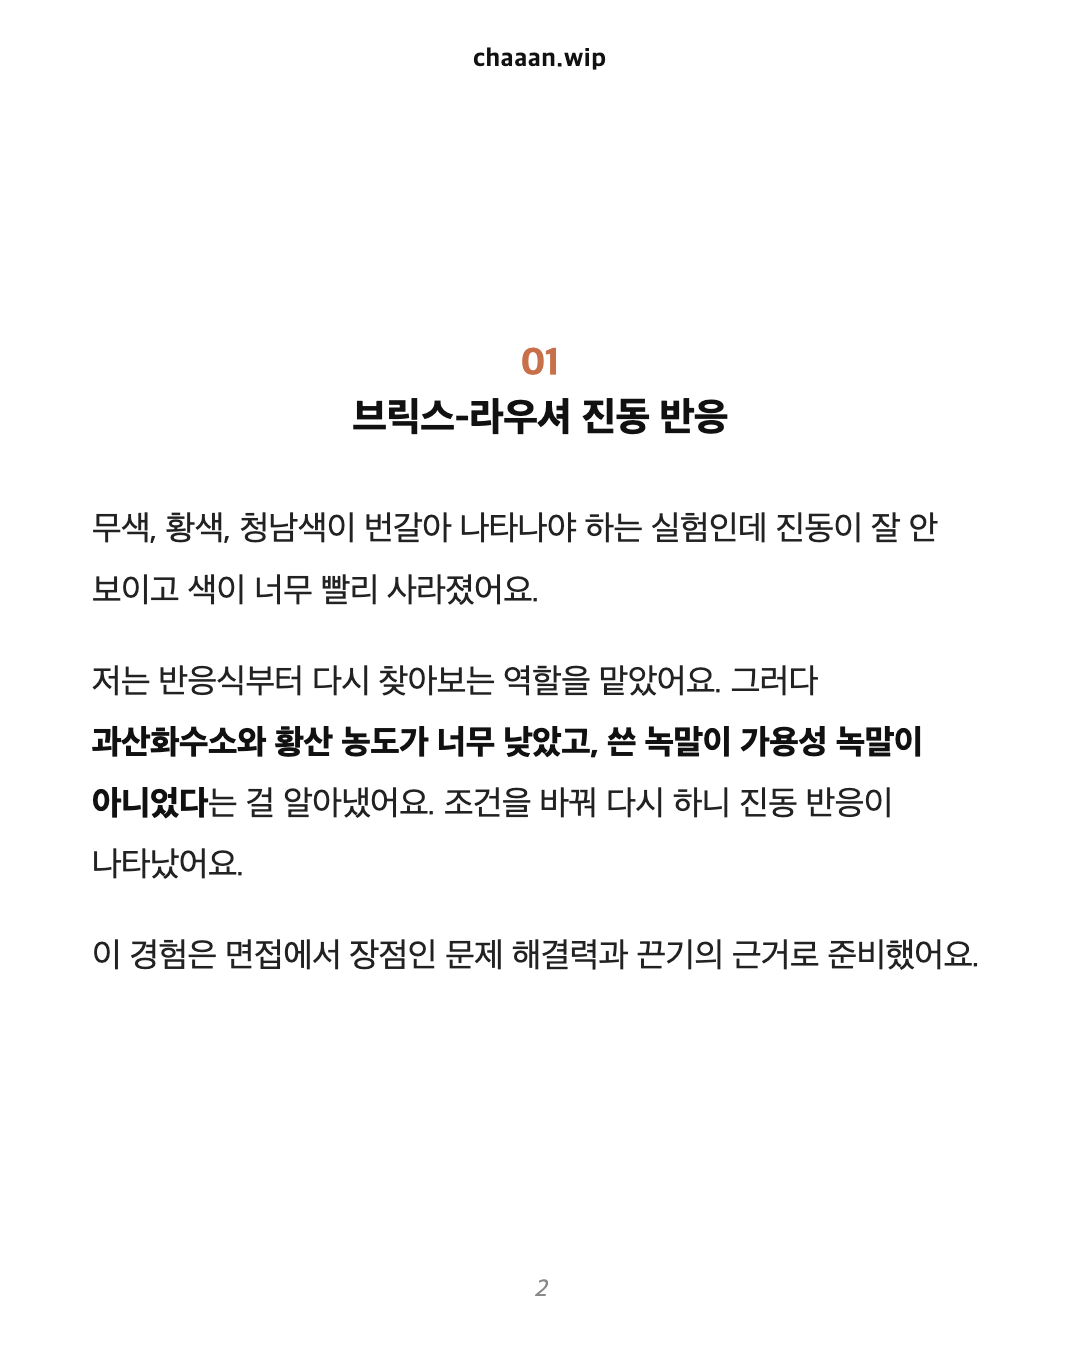 chaaan.wip
01
브릭스-라우셔 진동 반응
무색, 황색, 청남색이 번갈아 나타나야 하는 실험인데 진동이 잘 안
보이고 색이 너무 빨리 사라졌어요.
저는 반응식부터 다시 찾아보는 역할을 맡았어요. 그러다
과산화수소와 황산 농도가 너무 낮았고, 쓴 녹말이 가용성 녹말이
아니었다는 걸 알아냈어요. 조건을 바꿔 다시 하니 진동 반응이
나타났어요.
이 경험은 면접에서 장점인 문제 해결력과 끈기의 근거로 준비했어요.
2